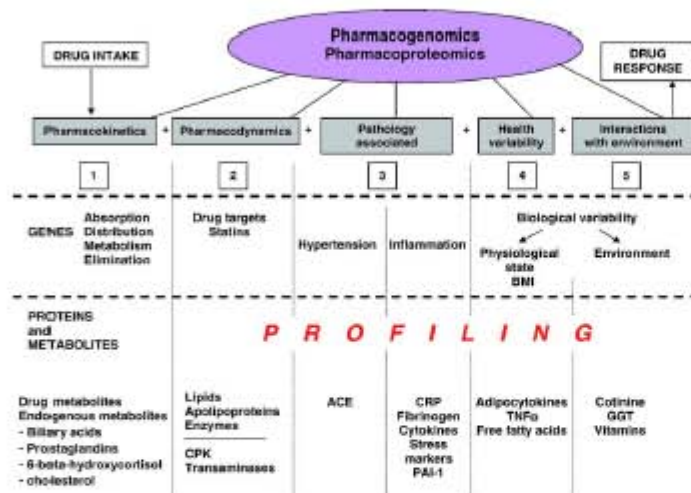 Pharmacogenomics
Pharmacoproteomics
DRUG INTAKE
DRUG
RESPONSE
Pharmacokinetics
+
Pharmacodynamics
+
Pathology
associated
+
Health
variability
+
Interactions
with environment
1
2
3
4
5
GENES
Absorption
Distribution
Metabolism
Elimination
Drug targets
Statins
Hypertension
Inflammation
Biological variability
Physiological
state
BMI
Environment
PROTEINS
and
METABOLITES
P R O F I L I N G
Drug metabolites
Endogenous metabolites
- Biliary acids
- Prostaglandins
- 6-beta-hydroxycortisol
- cholesterol
Lipids
Apolipoproteins
Enzymes
CPK
Transaminases
ACE
CRP
Fibrinogen
Cytokines
Stress
markers
PAI-1
Adipocytokines
TNFα
Free fatty acids
Cotinine
GGT
Vitamins